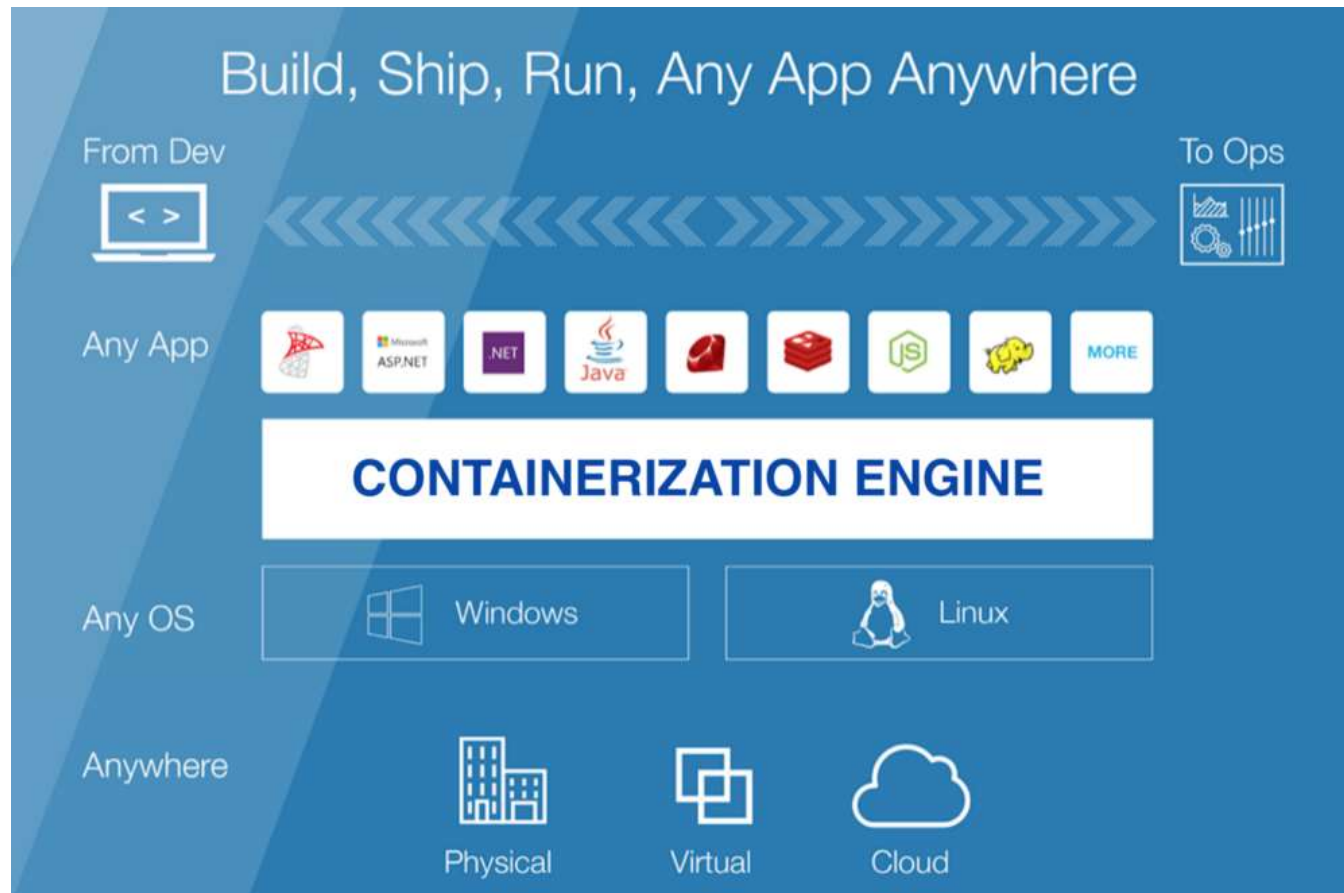 Build, Ship, Run, Any App Anywhere
From Dev
To Ops
< >
Any App
Microsoft
ASP.NET
.NET
Java
JS
MORE
CONTAINERIZATION ENGINE
Any OS
Windows
Linux
Anywhere
Physical
Virtual
Cloud